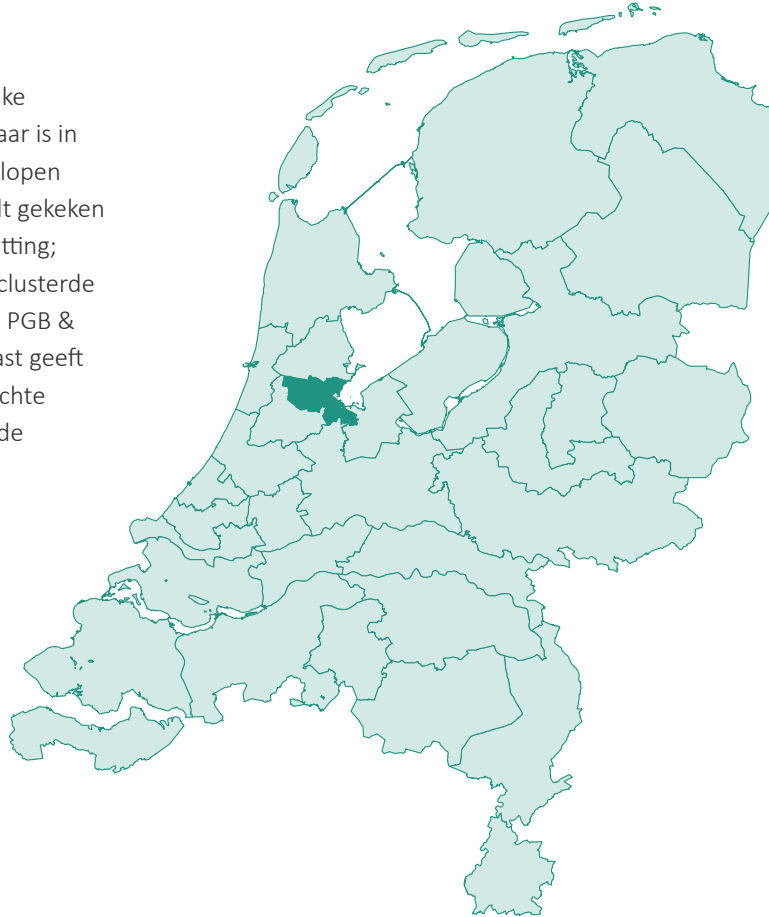 ke
aar is in
lopen
lt gekeken
tting;
clusterde
PGB &
ast geeft
chte
de